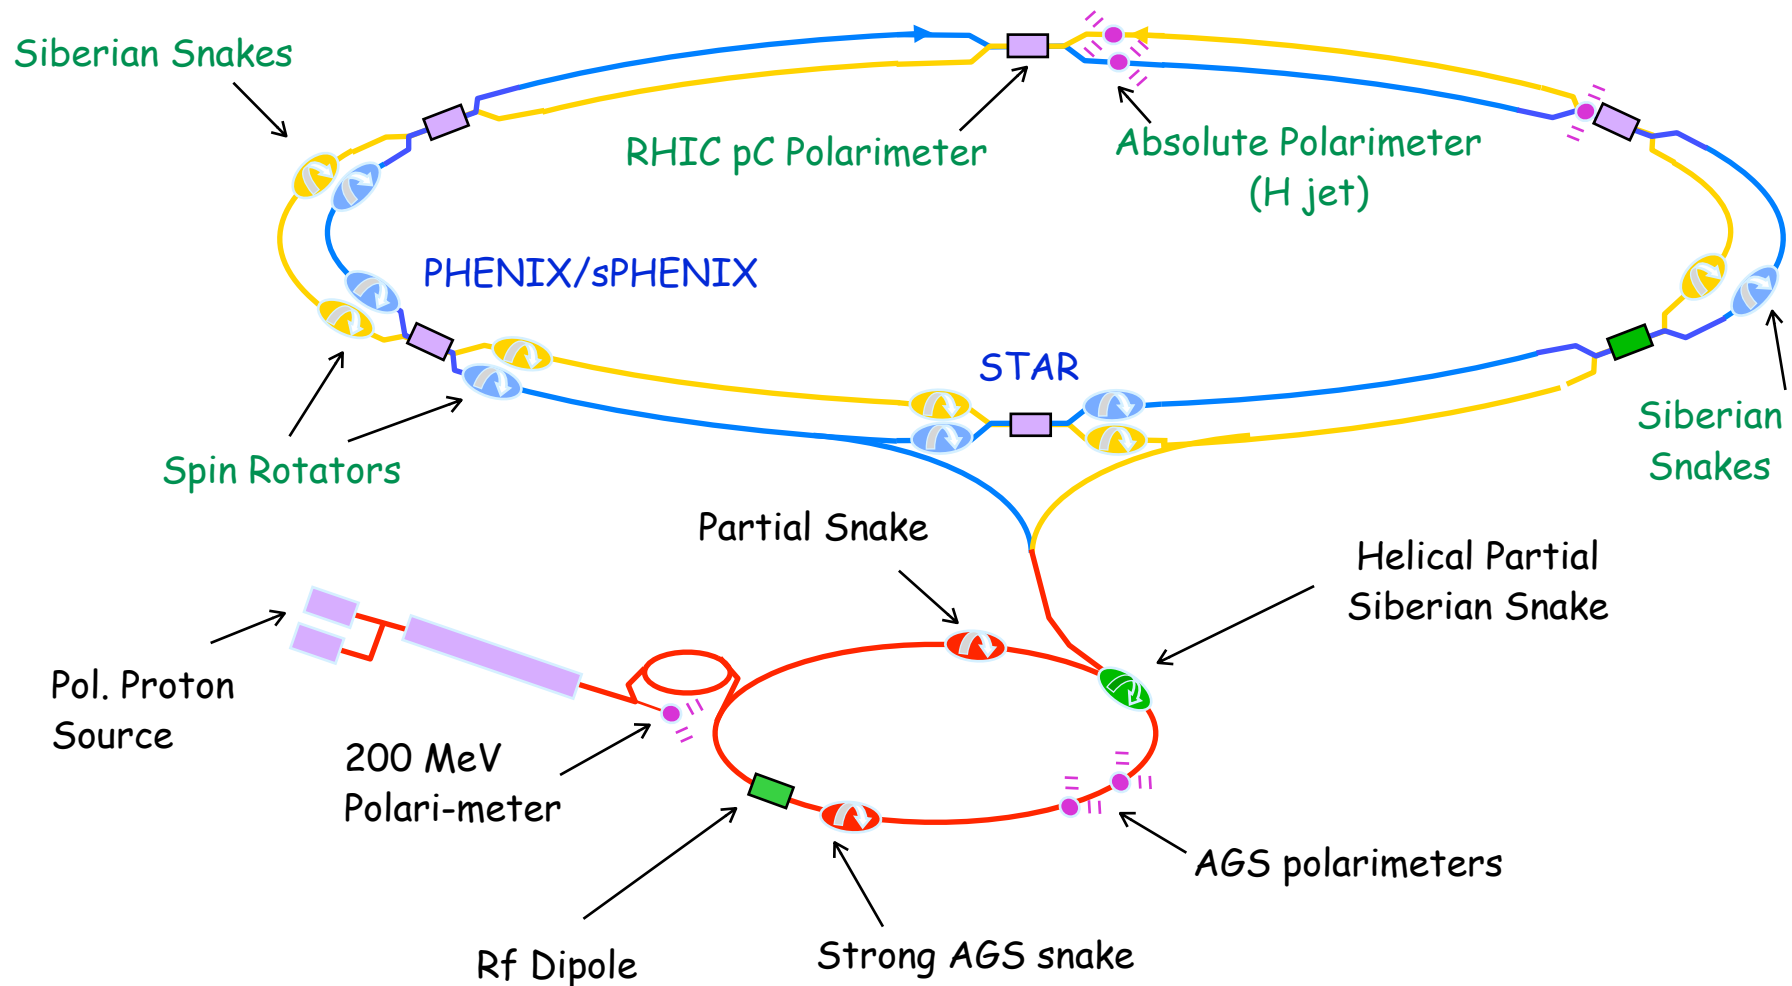 Siberian Snakes
RHIC pC Polarimeter
Absolute Polarimeter
(H jet)
PHENIX/sPHENIX
STAR
Siberian
Snakes
Spin Rotators
Partial Snake
Helical Partial
Siberian Snake
Pol. Proton
Source
200 MeV
Polari-meter
AGS polarimeters
Rf Dipole
Strong AGS snake